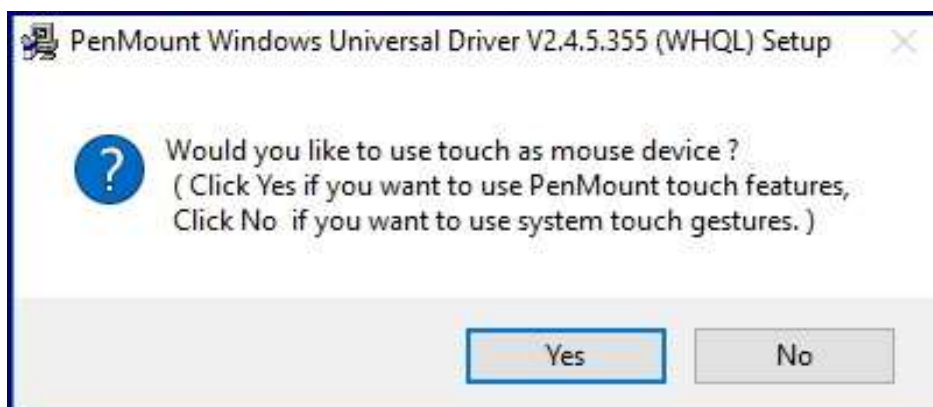 PenMount Windows Universal Driver V2.4.5.355 (WHQL) Setup
?
Would you like to use touch as mouse device ?
( Click Yes if you want to use PenMount touch features,
Click No  if you want to use system touch gestures. )
Yes
No